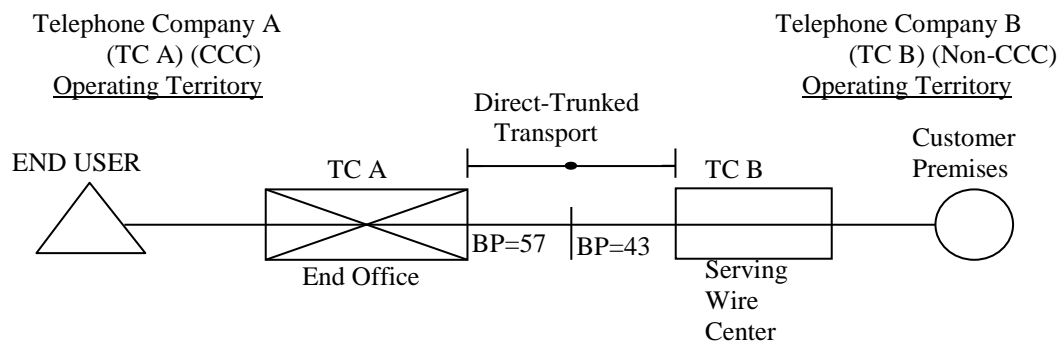 Telephone Company A
(TC A) (CCC)
Operating Territory
Telephone Company B
(TC B) (Non-CCC)
Operating Territory
Direct-Trunked
Transport
END USER
TC A
TC B
Customer
Premises
BP=57
BP=43
End Office
Serving
Wire
Center